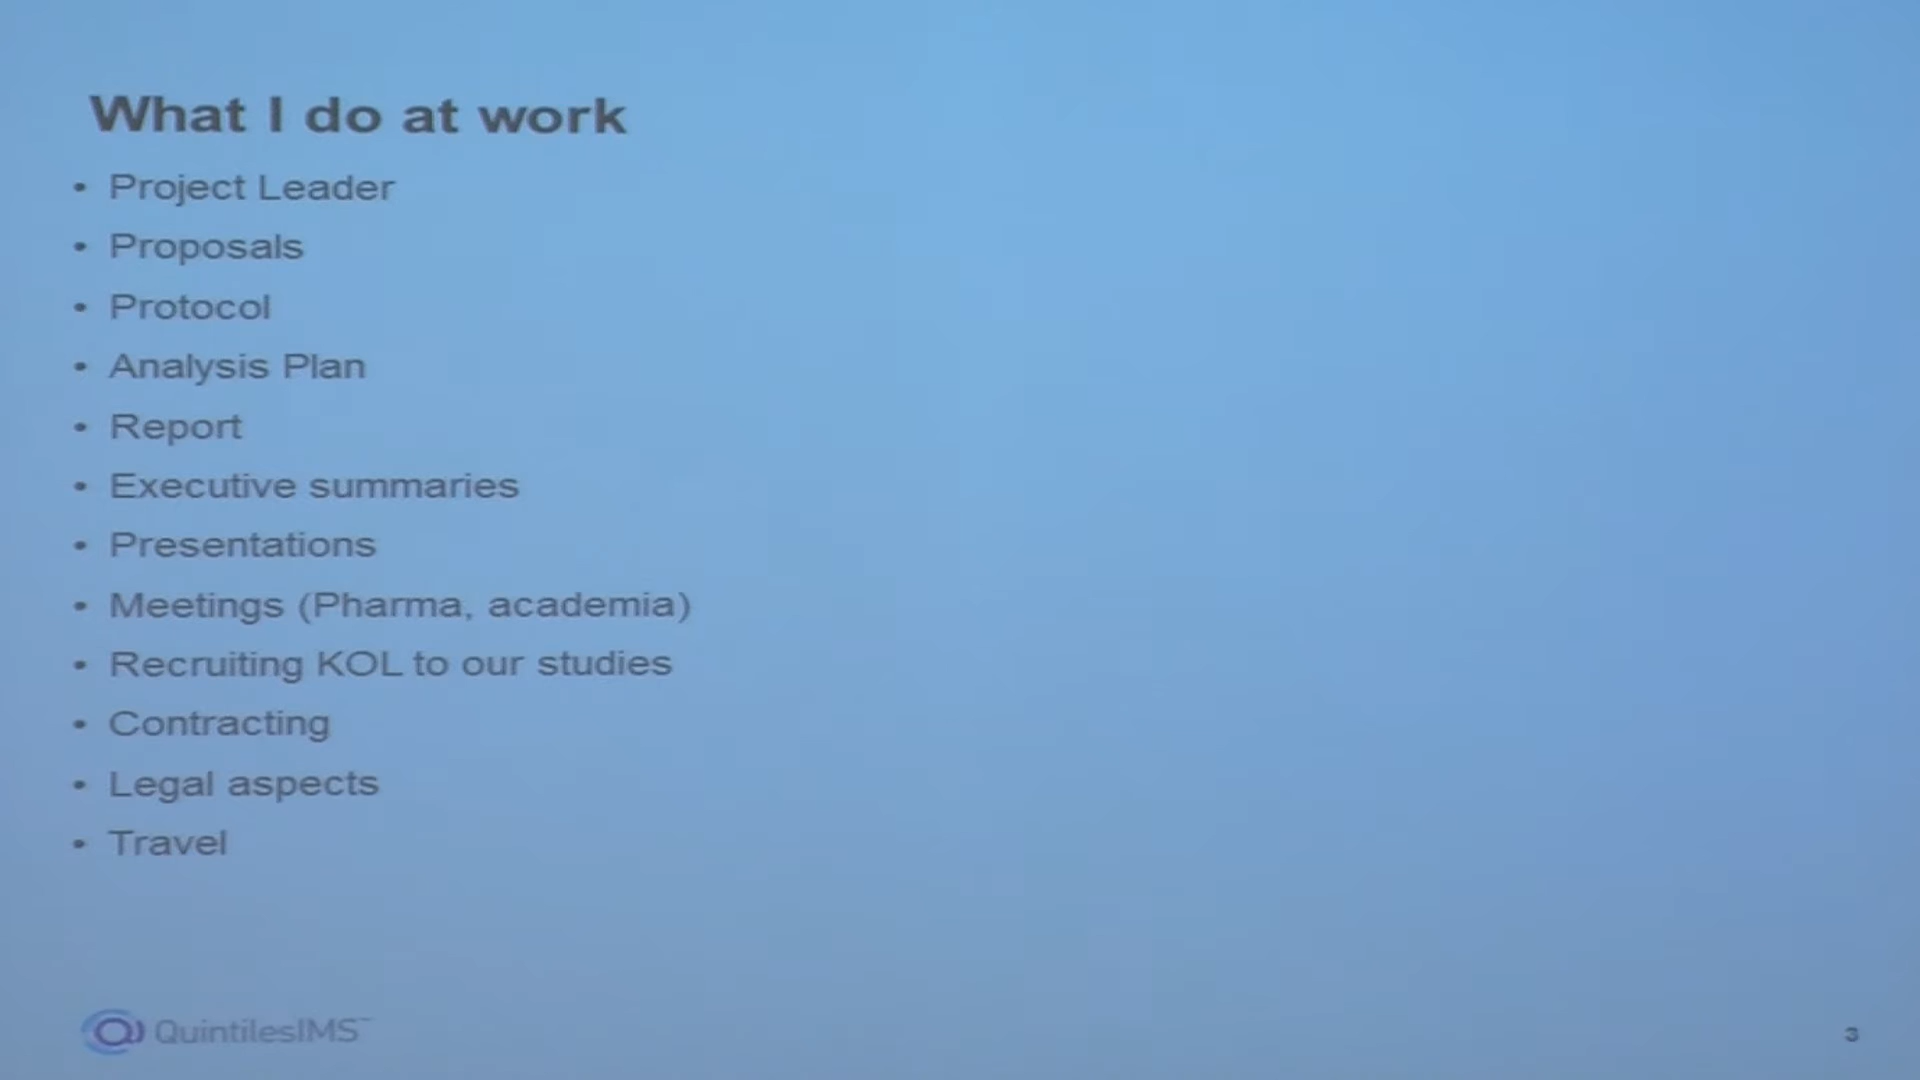 What I do at work
• Project Leader
• Proposals
• Protocol
• Analysis Plan
• Report
• Executive summaries
• Presentations
• Meetings (Pharma, academia)
• Recruiting KOL to our studies
• Contracting
• Legal aspects
• Travel
QuintilesIMS™
3